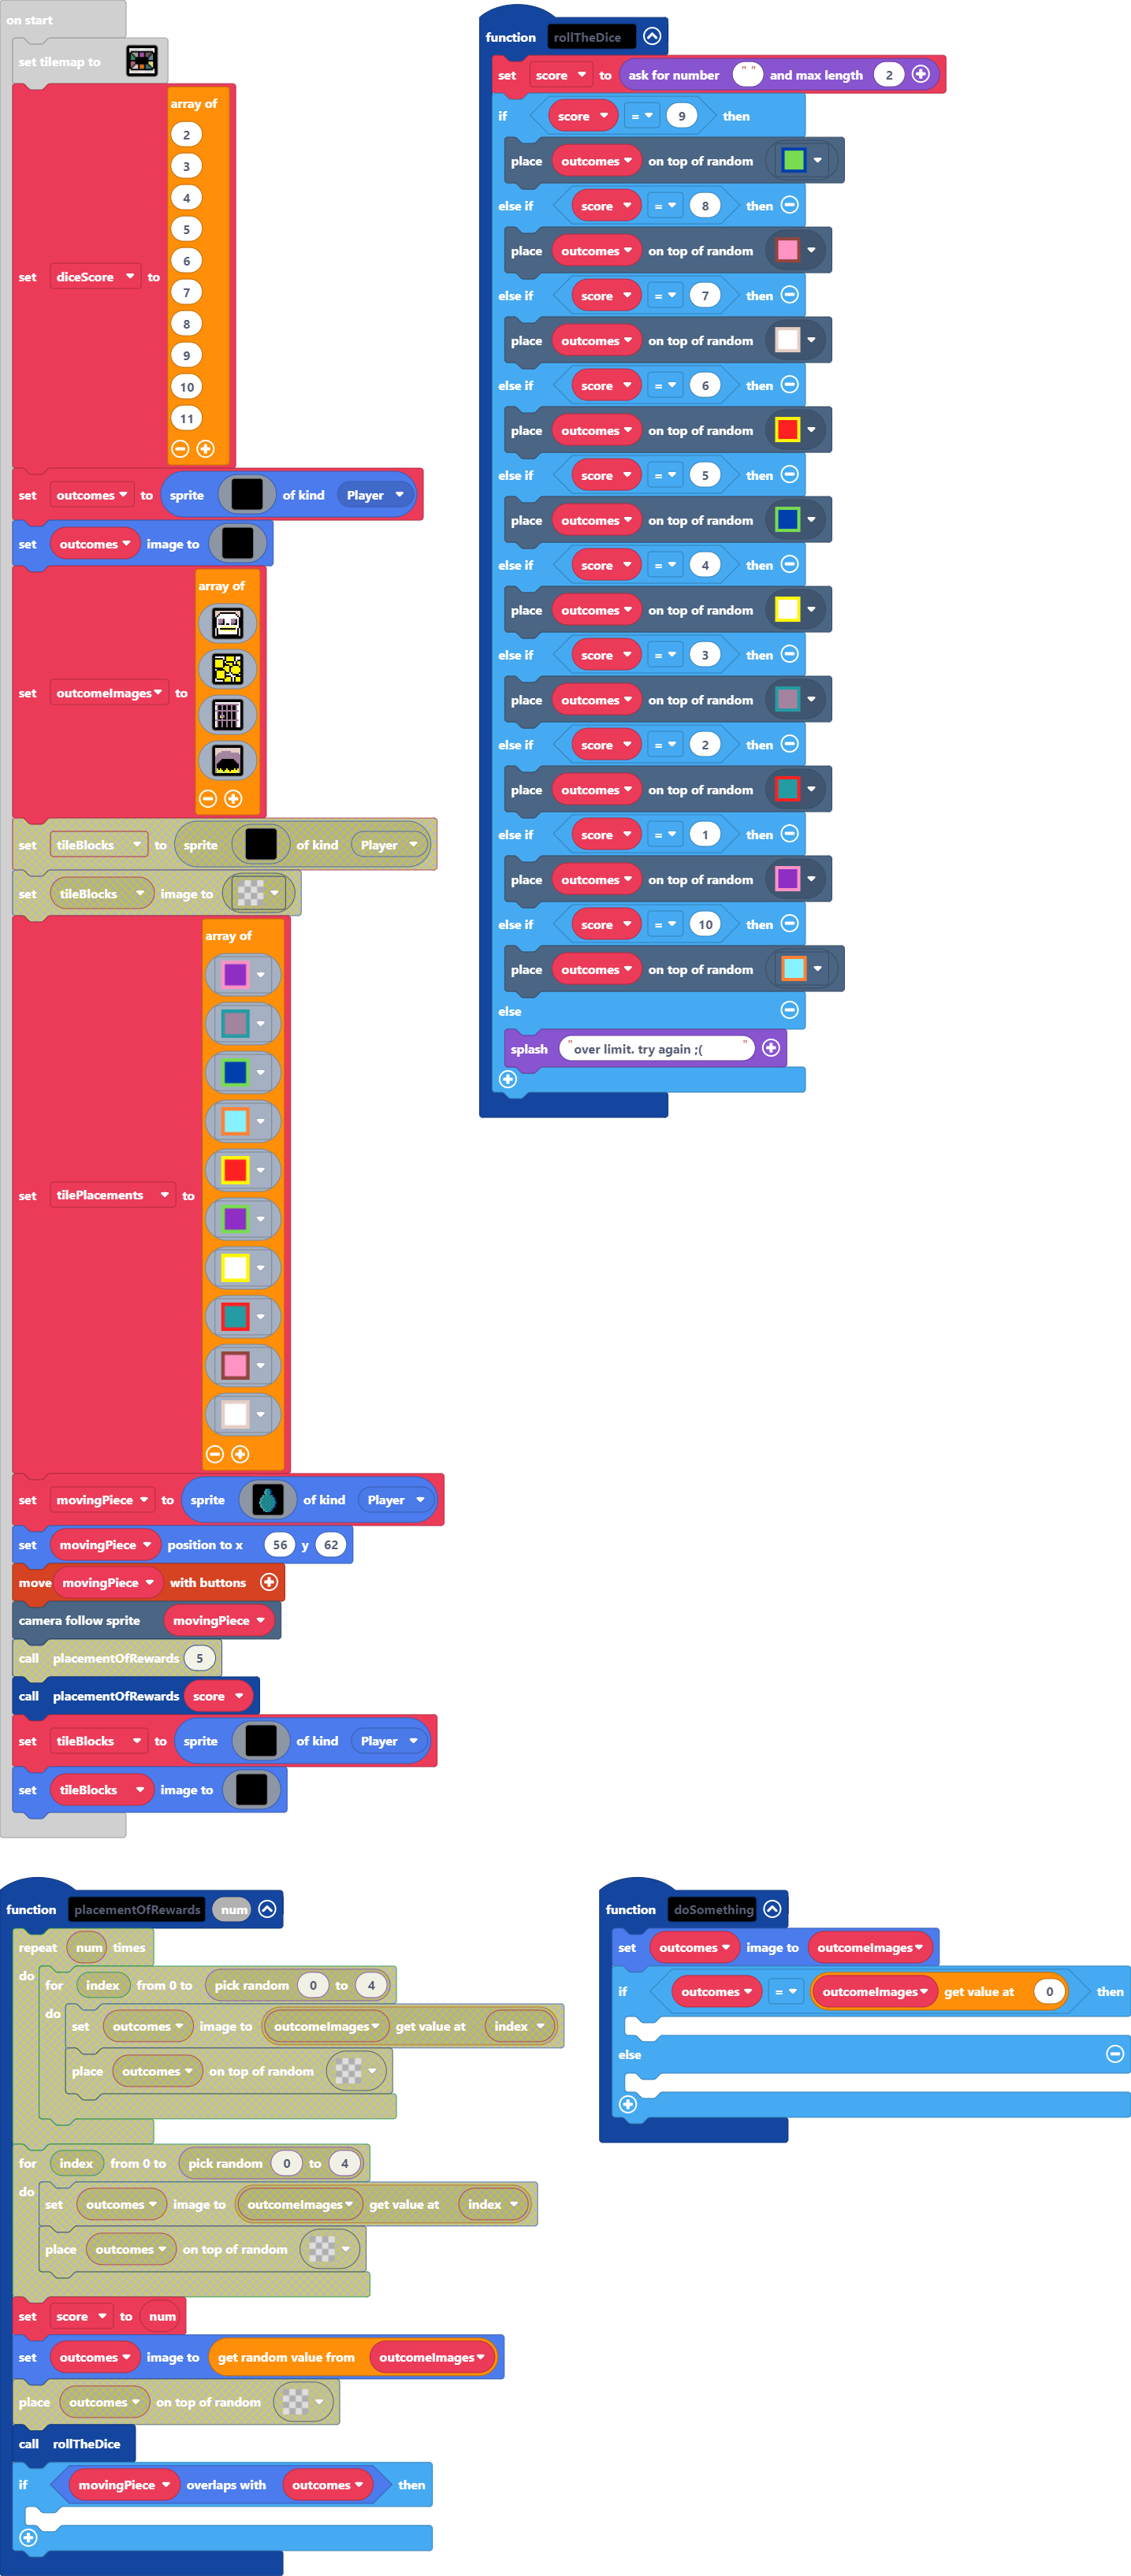 on start
set tilemap to
set diceScore to array of
2
3
4
5
6
7
8
9
10
11
set outcomes to sprite of kind Player
set outcomes image to
set outcomeImages to array of
set tileBlocks to sprite of kind Player
set tileBlocks image to
set tilePlacements to array of
set movingPiece to sprite of kind Player
set movingPiece position to x 56 y 62
move movingPiece with buttons
camera follow sprite movingPiece
call placementOfRewards 5
call placementOfRewards score
set tileBlocks to sprite of kind Player
set tileBlocks image to
function rollTheDice
set score to ask for number " " and max length 2
if score = 9 then
place outcomes on top of random
else if score = 8 then
place outcomes on top of random
else if score = 7 then
place outcomes on top of random
else if score = 6 then
place outcomes on top of random
else if score = 5 then
place outcomes on top of random
else if score = 4 then
place outcomes on top of random
else if score = 3 then
place outcomes on top of random
else if score = 2 then
place outcomes on top of random
else if score = 1 then
place outcomes on top of random
else if score = 10 then
place outcomes on top of random
else
splash "over limit. try again ;( "
function placementOfRewards num
repeat num times
do for index from 0 to pick random 0 to 4
do set outcomes image to outcomeImages get value at index
place outcomes on top of random
for index from 0 to pick random 0 to 4
do set outcomes image to outcomeImages get value at index
place outcomes on top of random
set score to num
set outcomes image to get random value from outcomeImages
place outcomes on top of random
call rollTheDice
if movingPiece overlaps with outcomes then
function doSomething
set outcomes image to outcomeImages
if outcomes = outcomeImages get value at 0 then
else